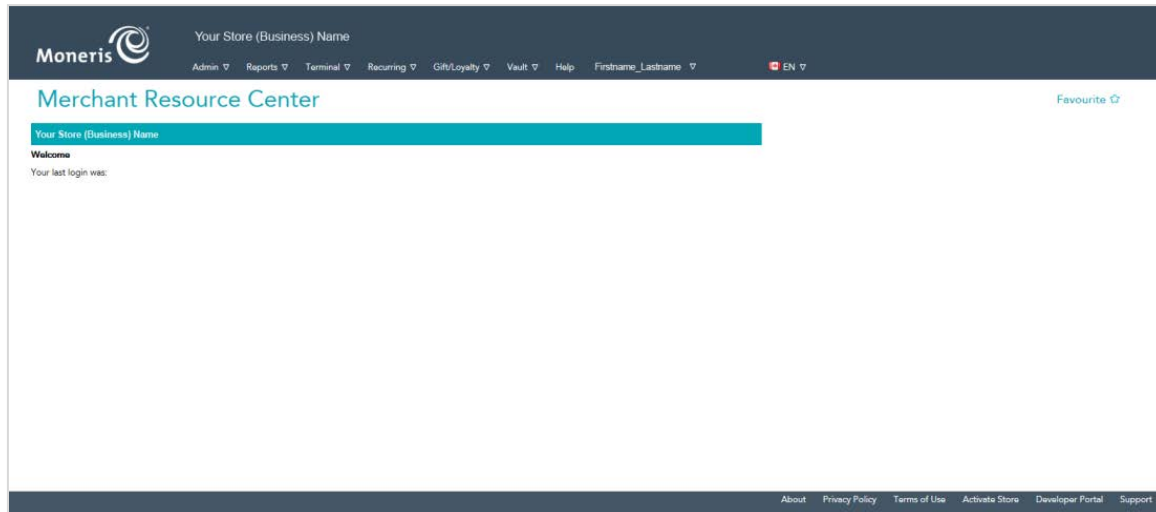 Moneris
Your Store (Business) Name
Admin Reports Terminal Recurring Gift/Loyalty Vault Help Firstname_Lastname EN
Merchant Resource Center
Favourite
Your Store (Business) Name
Welcome
Your last login was:
About Privacy Policy Terms of Use Activate Store Developer Portal Support